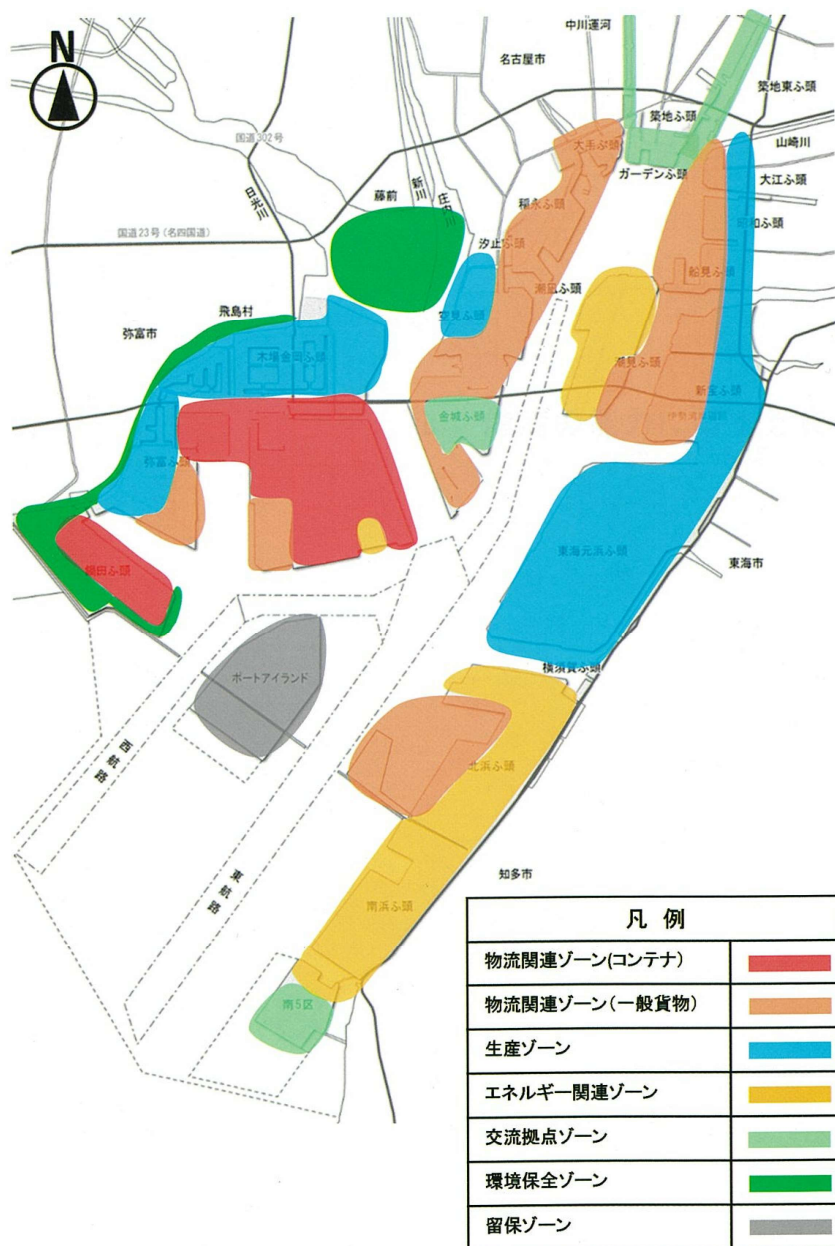 中川運河
N
名古屋市
築地東ふ頭
築地ふ頭
国道302号
大手ふ頭
山崎川
ガーデンふ頭
大江ふ頭
新川
庄内川
藤前
日光川
稲永ふ頭
昭和ふ頭
国道23号(名四国道)
汐止ふ頭
船見ふ頭
潮凪ふ頭
飛島村
空見ふ頭
弥富市
木場金岡ふ頭
潮見ふ頭
新宝ふ頭
金城ふ頭
弥富ふ頭
東海元浜ふ頭
東海市
鍋田ふ頭
横須賀ふ頭
ポートアイランド
西航路
北浜ふ頭
東航路
知多市
南浜ふ頭
南5区
凡 例
物流関連ゾーン(コンテナ)
物流関連ゾーン(一般貨物)
生産ゾーン
エネルギー関連ゾーン
交流拠点ゾーン
環境保全ゾーン
留保ゾーン